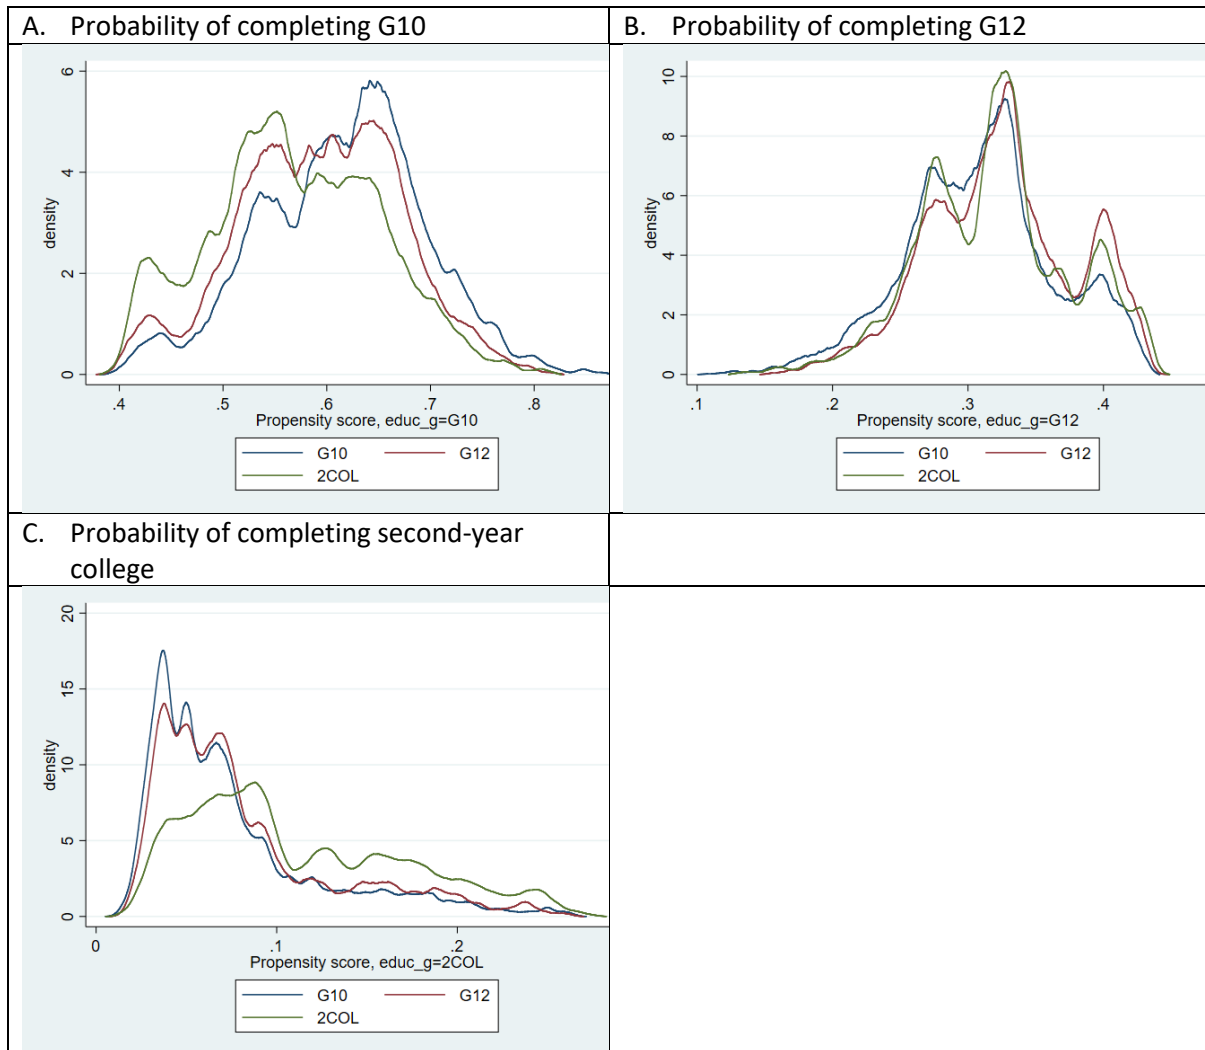 A. Probability of completing G10
B. Probability of completing G12
density
0
2
4
6
.4
.5
.6
.7
.8
Propensity score, educ_g=G10
G10
G12
2COL
density
0
2
4
6
8
10
.1
.2
.3
.4
Propensity score, educ_g=G12
G10
G12
2COL
C. Probability of completing second-year
college
density
0
5
10
15
20
0
.1
.2
Propensity score, educ_g=2COL
G10
G12
2COL